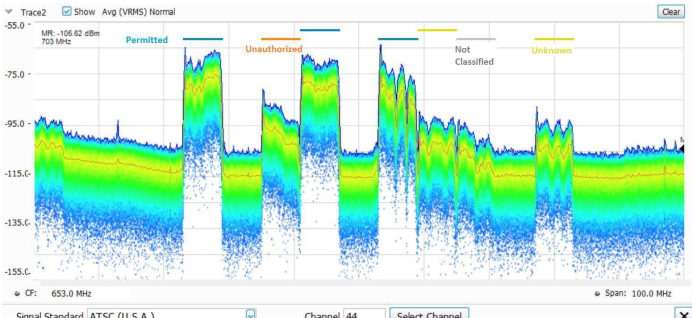 Trace2 Show Avg (VRMS) Normal Clear
-55.0
MR: -105.62 dBm
703 MHz
Permitted
Unauthorized
Not
Classified
Unknown
-75.0
-95.0
-115.0
-135.0
-155.0
CF: 653.0 MHz Span: 100.0 MHz
Signal Standard ATSC (U.S.A.) Channel 44 Select Channel X